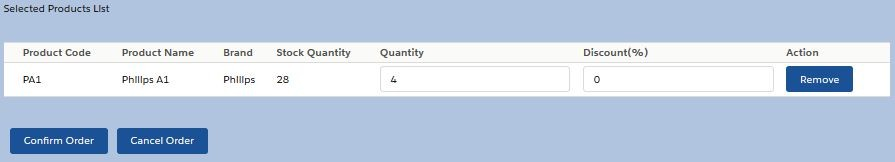 Selected Products List
Product Code Product Name Brand Stock Quantity Quantity Discount(%) Action
PA1 Philips A1 Philips 28 4 0 Remove
Confirm Order Cancel Order